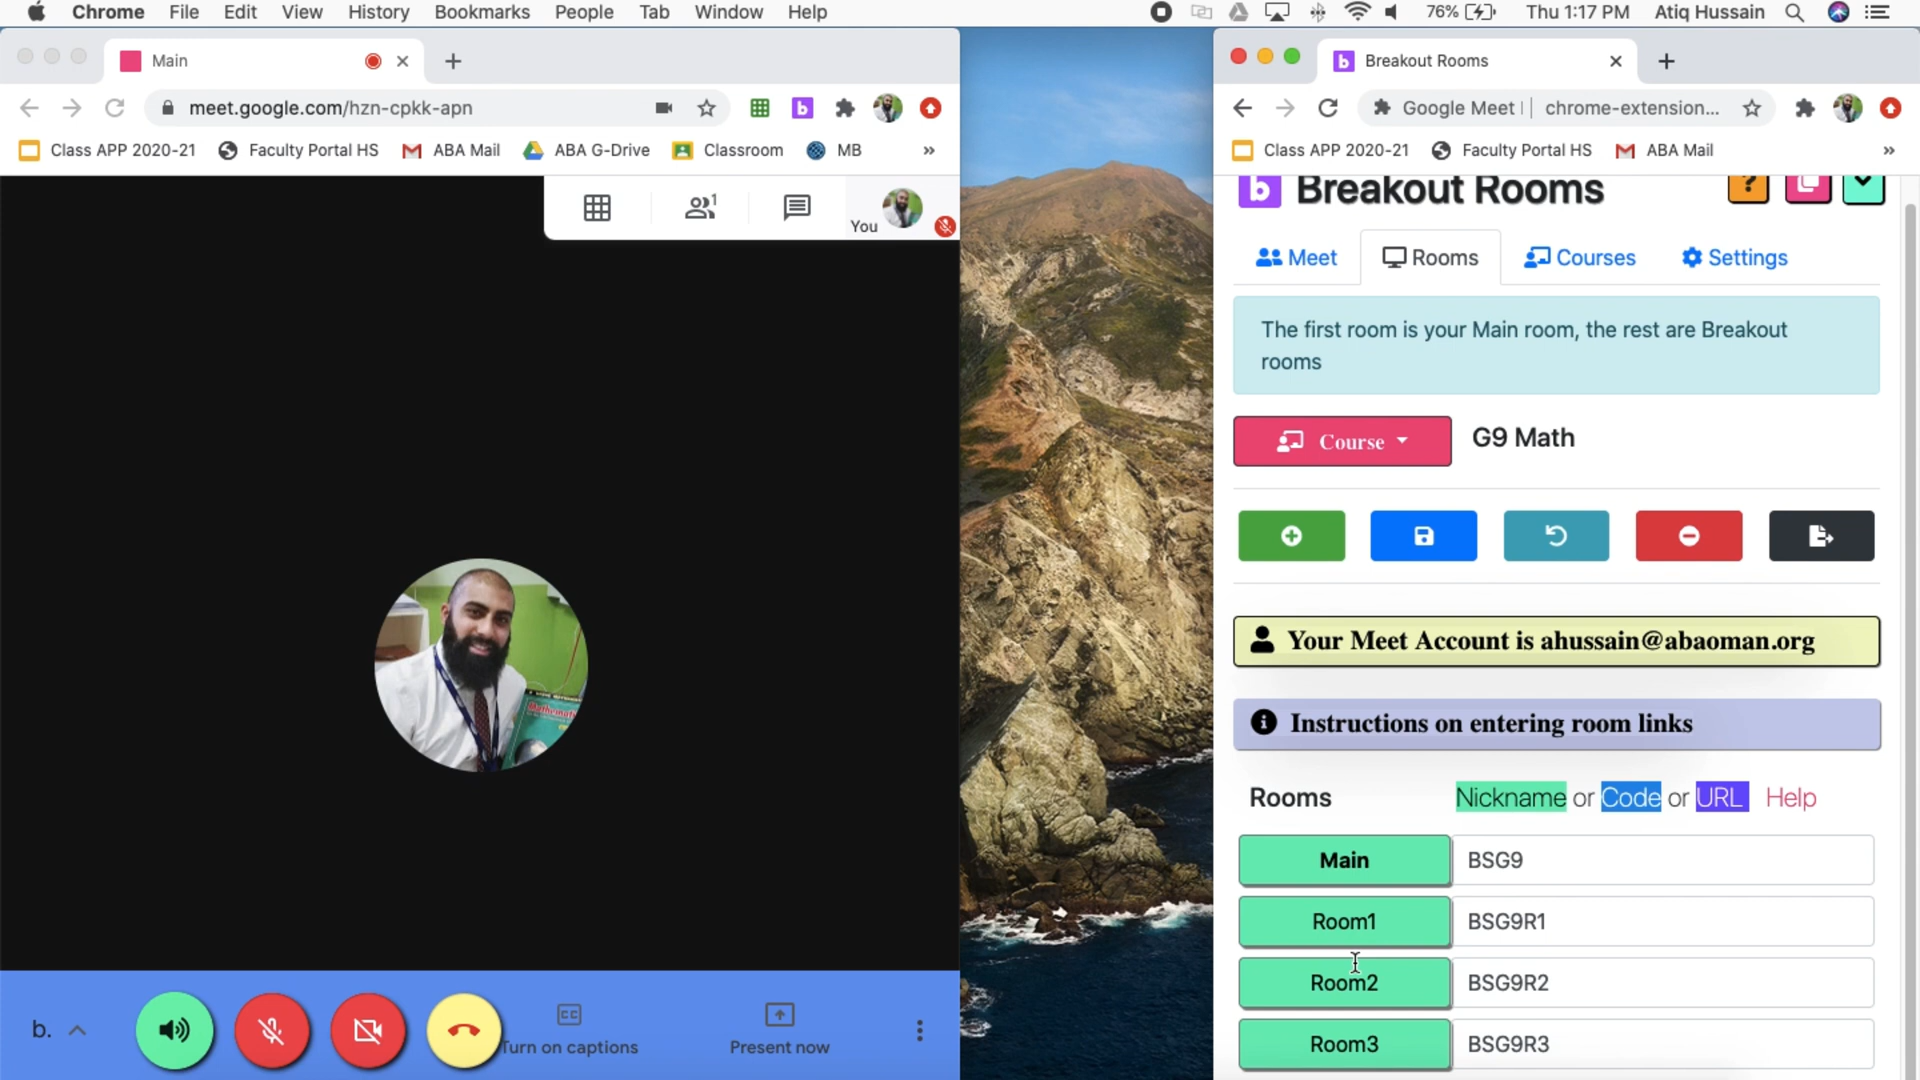 Chrome File Edit View History Bookmarks People Tab Window Help
76% Thu 1:17 PM Atiq Hussain
Main
meet.google.com/hzn-cpkk-apn
b
Class APP 2020-21 Faculty Portal HS ABA Mail ABA G-Drive Classroom MB »
1
You
b.
Turn on captions
Present now
b Breakout Rooms
Google Meet | chrome-extension...
Class APP 2020-21 Faculty Portal HS ABA Mail »
b Breakout Rooms ?
Meet Rooms Courses Settings
The first room is your Main room, the rest are Breakout
rooms
Course G9 Math
Your Meet Account is ahussain@abaoman.org
Instructions on entering room links
Rooms Nickname or Code or URL Help
Main BSG9
Room1 BSG9R1
Room2 BSG9R2
Room3 BSG9R3